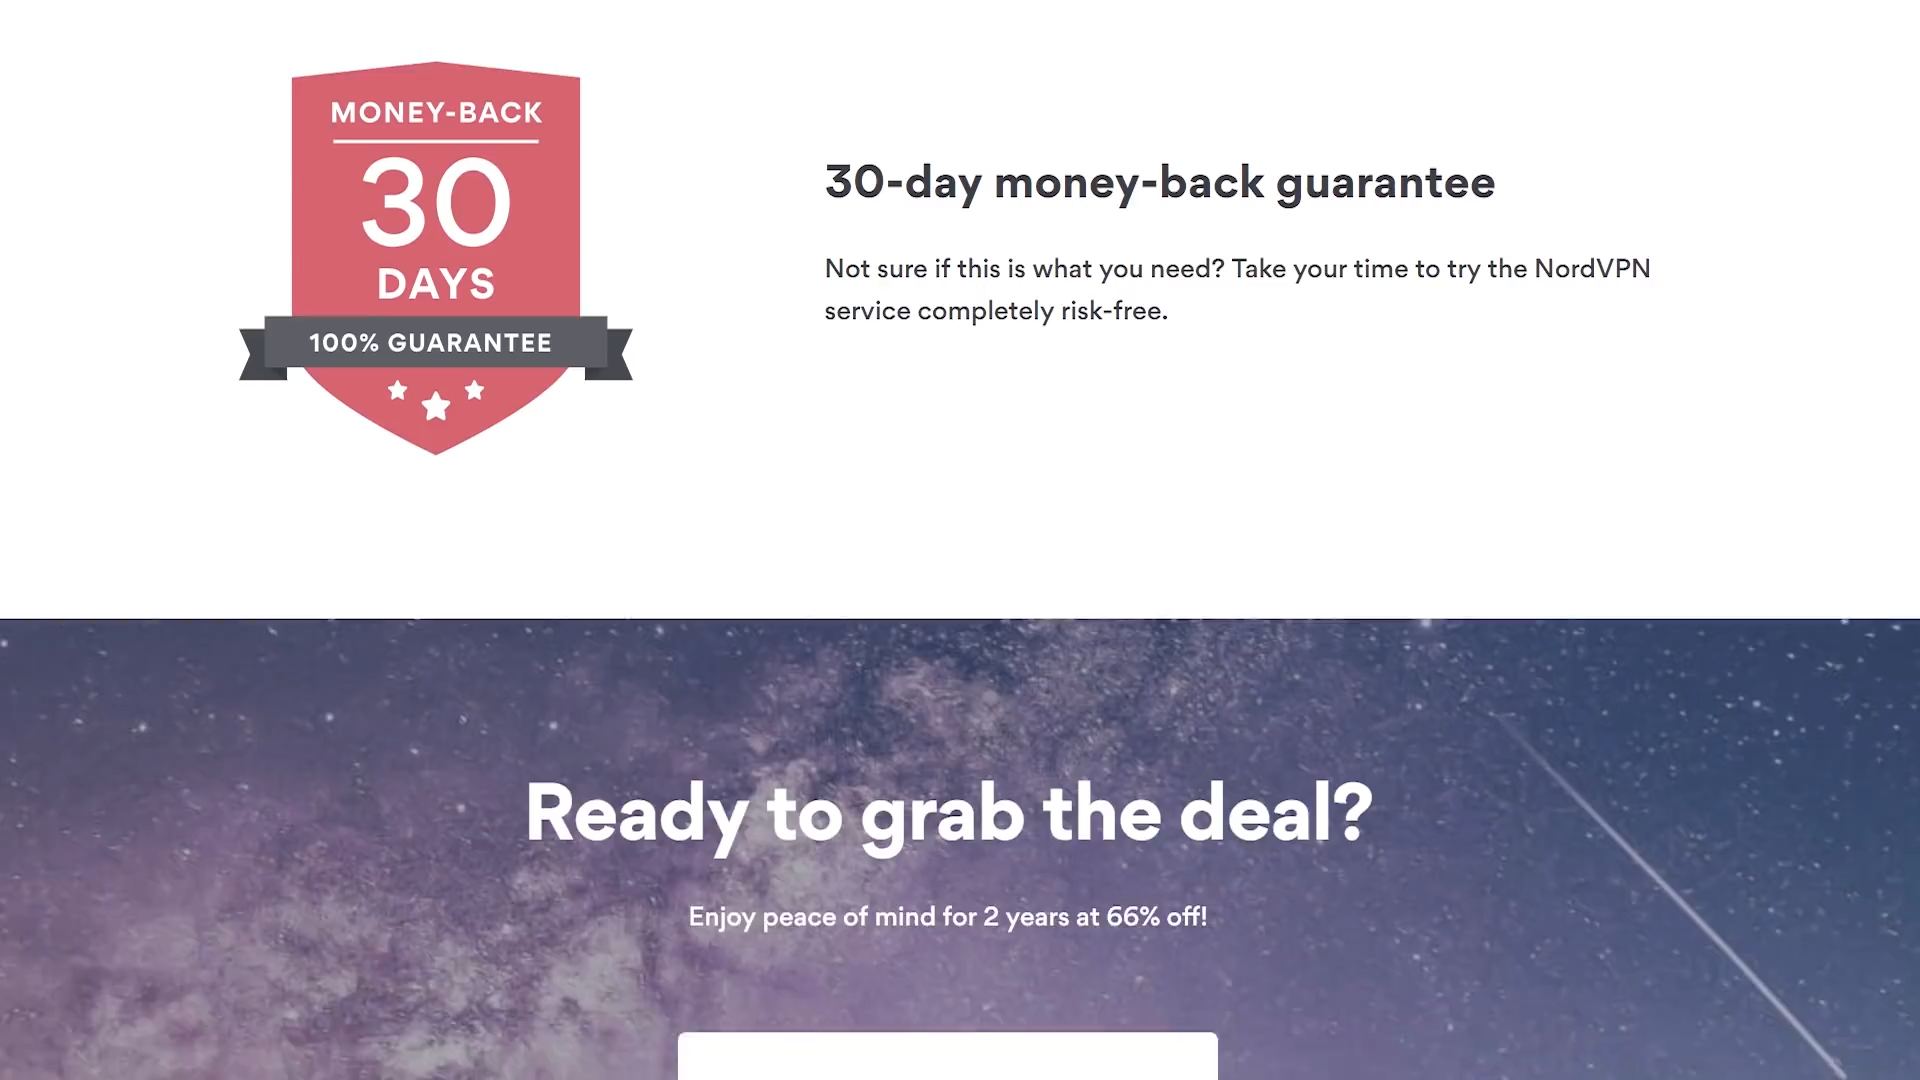 MONEY-BACK
30
DAYS
100% GUARANTEE
30-day money-back guarantee
Not sure if this is what you need? Take your time to try the NordVPN
service completely risk-free.
Ready to grab the deal?
Enjoy peace of mind for 2 years at 66% off!